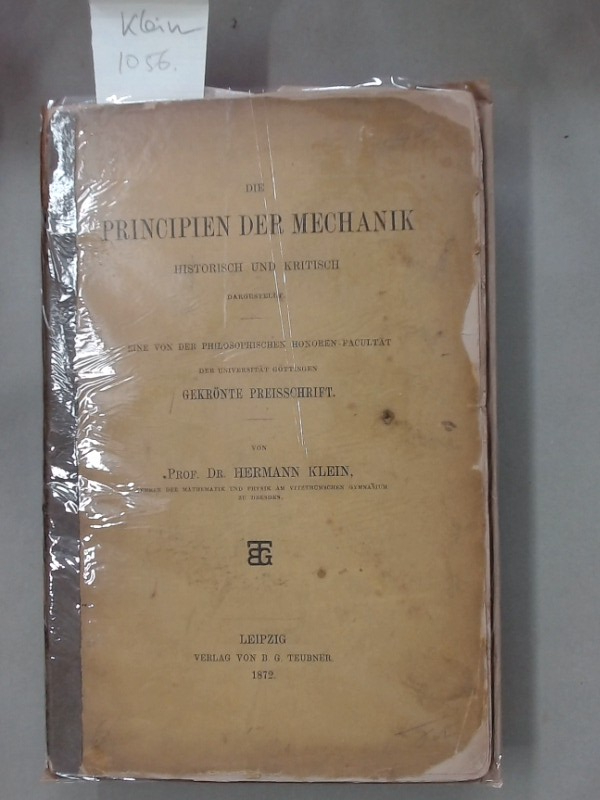 Klein
1056.
DIE
PRINCIPIEN DER MECHANIK
HISTORISCH UND KRITISCH
DARGESTELLT.
EINE VON DER PHILOSOPHISCHEN HONOREN-FACULTÄT
DER UNIVERSITÄT GÖTTINGEN
GEKRÖNTE PREISSCHRIFT.
VON
PROF. DR. HERMANN KLEIN,
LEHRER DER MATHEMATIK UND PHYSIK AM VITZTHUMSCHEN GYMNASIUM
ZU DRESDEN.
BTG
LEIPZIG
VERLAG VON B. G. TEUBNER.
1872.